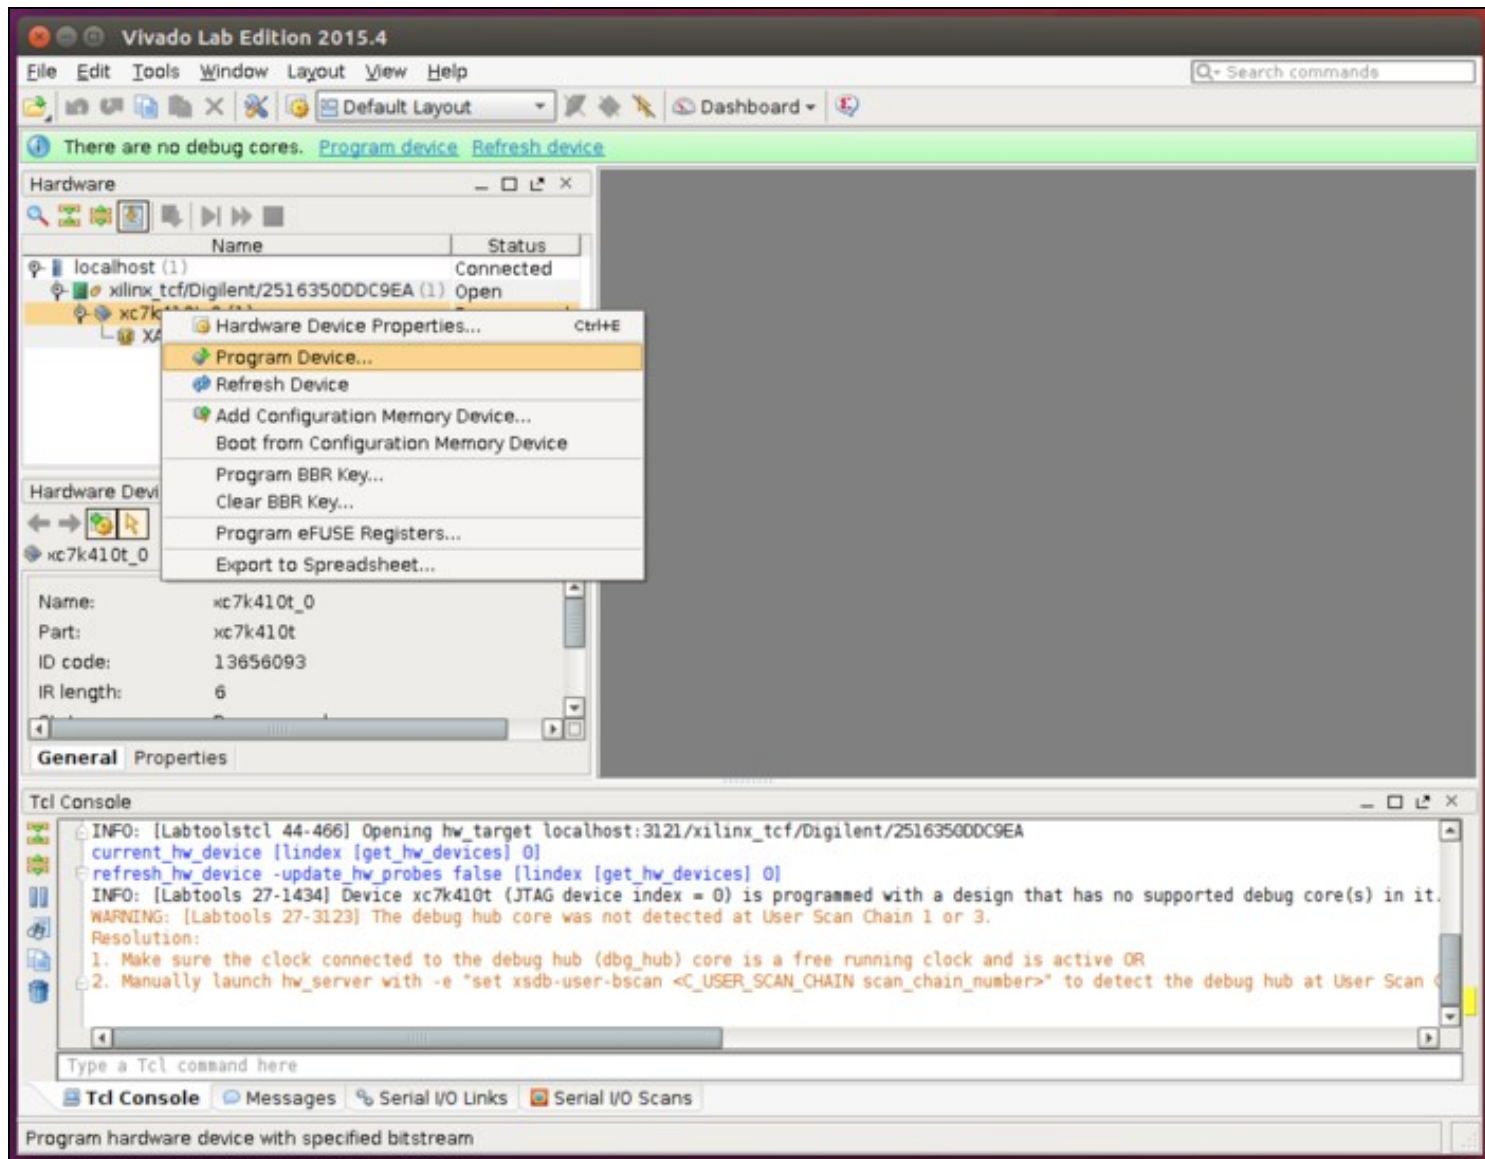 Vivado Lab Edition 2015.4
File Edit Tools Window Layout View Help
Search commands
Default Layout
Dashboard
There are no debug cores. Program device Refresh device
Hardware
Name Status
localhost (1) Connected
xilinx_tcf/Digilent/2516350DDC9EA (1) Open
xc7k
XA
Hardware Device Properties... Ctrl+E
Program Device...
Refresh Device
Add Configuration Memory Device...
Boot from Configuration Memory Device
Program BBR Key...
Clear BBR Key...
Program eFUSE Registers...
Export to Spreadsheet...
Hardware Devi
xc7k410t_0
Name: xc7k410t_0
Part: xc7k410t
ID code: 13656093
IR length: 6
General Properties
Tcl Console
INFO: [Labtoolstcl 44-466] Opening hw_target localhost:3121/xilinx_tcf/Digilent/2516350DDC9EA
current_hw_device [lindex [get_hw_devices] 0]
refresh_hw_device -update_hw_probes false [lindex [get_hw_devices] 0]
INFO: [Labtools 27-1434] Device xc7k410t (JTAG device index = 0) is programmed with a design that has no supported debug core(s) in it.
WARNING: [Labtools 27-3123] The debug hub core was not detected at User Scan Chain 1 or 3.
Resolution:
1. Make sure the clock connected to the debug hub (dbg_hub) core is a free running clock and is active OR
2. Manually launch hw_server with -e "set xsdb-user-bscan <C_USER_SCAN_CHAIN scan_chain_number>" to detect the debug hub at User Scan
Type a Tcl command here
Tcl Console Messages Serial I/O Links Serial I/O Scans
Program hardware device with specified bitstream